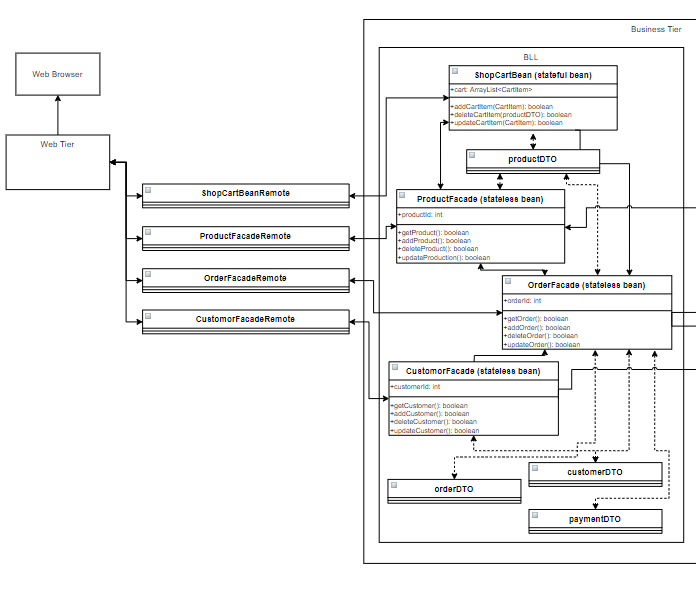 Business Tier
BLL
Web Browser
Web Tier
ShopCartBean (stateful bean)
+cart: ArrayList<CartItem>
+addCartItem(CartItem): boolean
+deleteCartItem(productDTO): boolean
+updateCartItem(CartItem): boolean
productDTO
ShopCartBeanRemote
ProductFacadeRemote
OrderFacadeRemote
CustomorFacadeRemote
ProductFacade (stateless bean)
+productId: int
+getProduct(): boolean
+addProduct(): boolean
+deleteProduct(): boolean
+updateProduction(): boolean
OrderFacade (stateless bean)
+orderId: int
+getOrder(): boolean
+addOrder(): boolean
+deleteOrder(): boolean
+updateOrder(): boolean
CustomorFacade (stateless bean)
+customerId: int
+getCustomer(): boolean
+addCustomer(): boolean
+deleteCustomer(): boolean
+updateCustomer(): boolean
customerDTO
orderDTO
paymentDTO